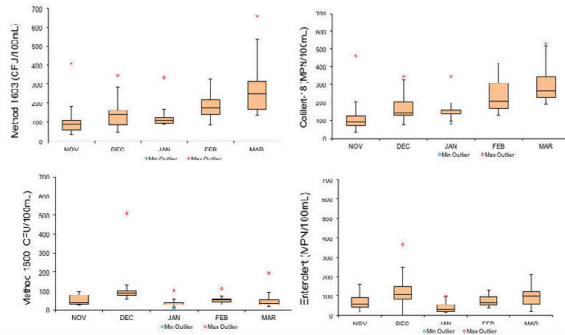 Method 1603 (CFU/100mL)
700
600
500
400
300
200
100
0
NOV DEC JAN FEB MAR
Min Outlier Max Outlier
Colilert-18 (MPN/100mL)
700
600
500
400
300
200
100
0
NOV DEC JAN FEB MAR
Min Outlier Max Outlier
Method 1600 (CFU/100mL)
700
600
500
400
300
200
100
0
NOV DEC JAN FEB MAR
Min Outlier Max Outlier
Enterolert (MPN/100mL)
700
600
500
400
300
200
100
0
NOV DEC JAN FEB MAR
Min Outlier Max Outlier